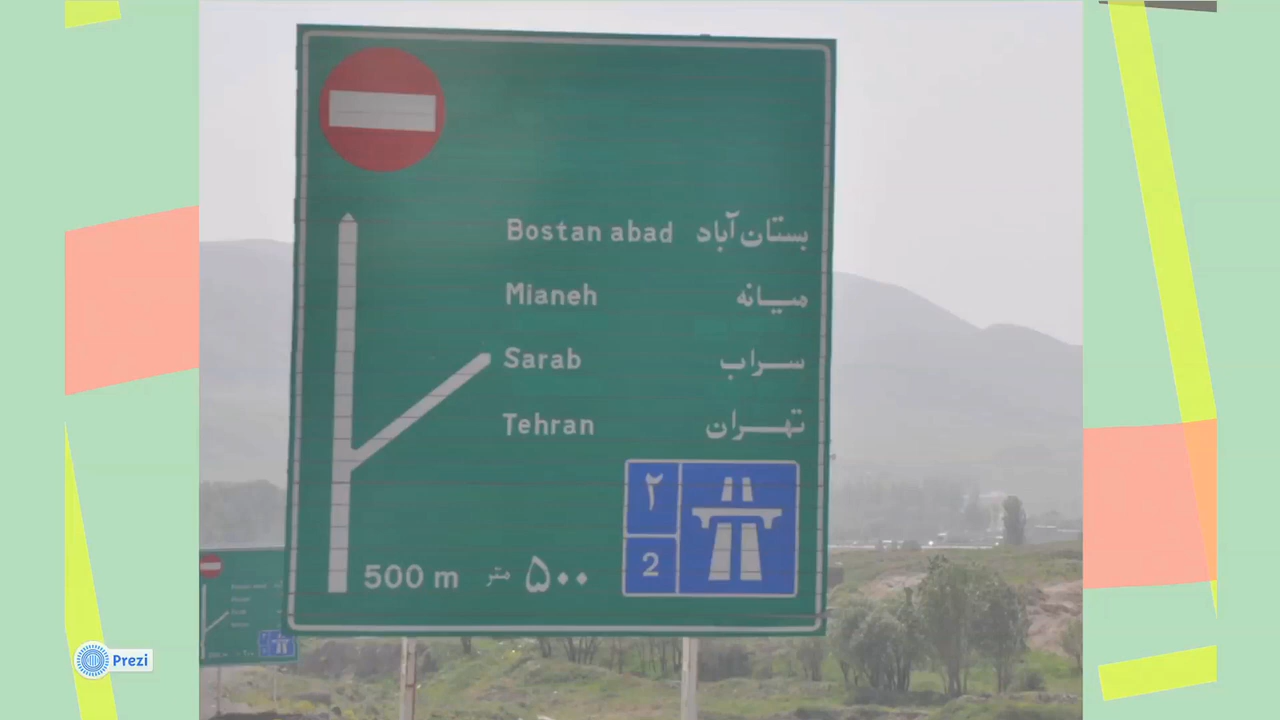 Bostan abad بستان آباد
Mianeh میانه
Sarab سراب
Tehran تهران
۲
2
500 m ۵۰۰ متر
Prezi